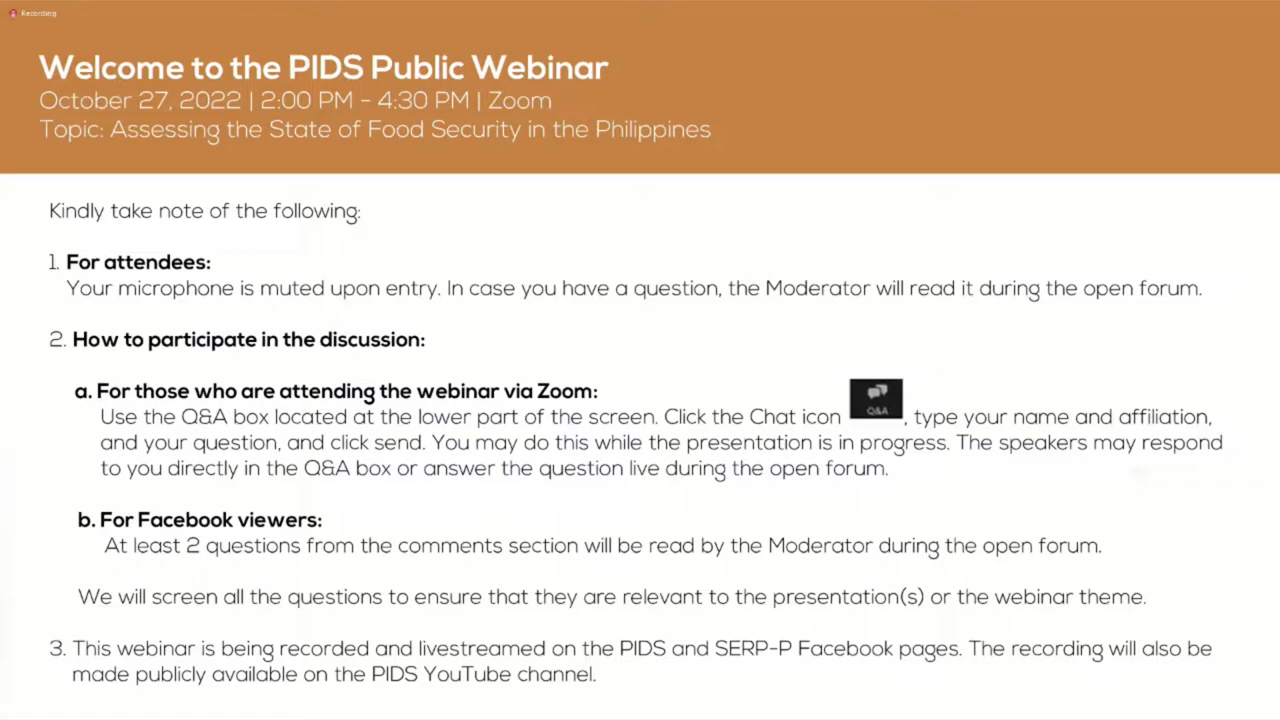 Recording
Welcome to the PIDS Public Webinar
October 27, 2022 | 2:00 PM - 4:30 PM | Zoom
Topic: Assessing the State of Food Security in the Philippines
Kindly take note of the following:
1. For attendees:
Your microphone is muted upon entry. In case you have a question, the Moderator will read it during the open forum.
2. How to participate in the discussion:
a. For those who are attending the webinar via Zoom:
Use the Q&A box located at the lower part of the screen. Click the Chat icon Q&A, type your name and affiliation,
and your question, and click send. You may do this while the presentation is in progress. The speakers may respond
to you directly in the Q&A box or answer the question live during the open forum.
b. For Facebook viewers:
At least 2 questions from the comments section will be read by the Moderator during the open forum.
We will screen all the questions to ensure that they are relevant to the presentation(s) or the webinar theme.
3. This webinar is being recorded and livestreamed on the PIDS and SERP-P Facebook pages. The recording will also be
made publicly available on the PIDS YouTube channel.